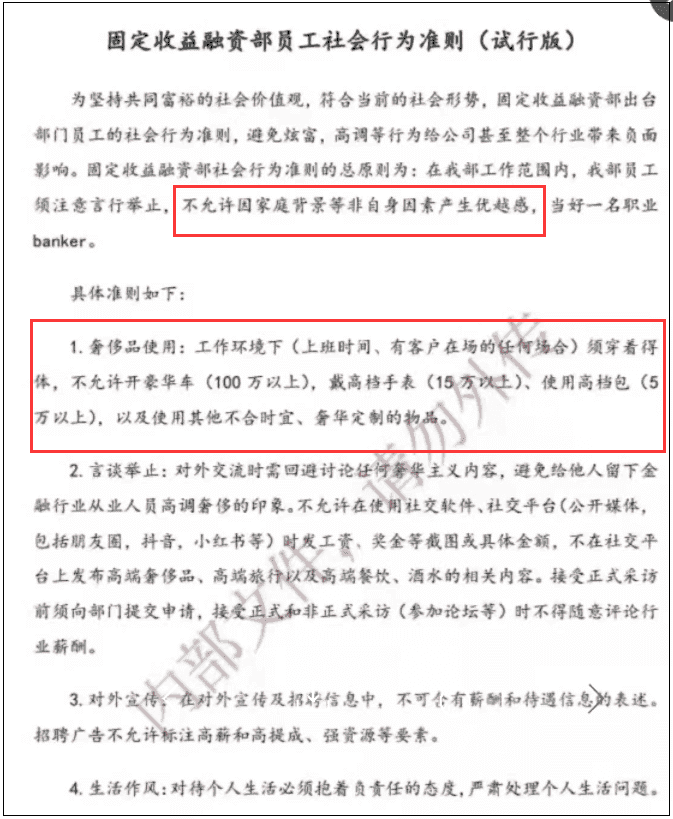 固定收益融资部员工社会行为准则（试行版）
为坚持共同富裕的社会价值观，符合当前的社会形势，固定收益融资部出台
部门员工的社会行为准则，避免炫富，高调等行为给公司甚至整个行业带来负面
影响。固定收益融资部社会行为准则的总原则为：在我部工作范围内，我部员工
须注意言行举止，不允许因家庭背景等非自身因素产生优越感，当好一名职业
banker。
具体准则如下：
1. 奢侈品使用：工作环境下（上班时间、有客户在场的任何场合）须穿着得
体，不允许开豪华车（100 万以上），戴高档手表（15 万以上）、使用高档包（5
万以上），以及使用其他不合时宜、奢华定制的物品。
2. 言谈举止：对外交流时需回避讨论任何奢华主义内容，避免给他人留下金
融行业从业人员高调奢侈的印象。不允许在使用社交软件、社交平台（公开媒体，
包括朋友圈，抖音，小红书等）时发工资、奖金等截图或具体金额，不在社交平
台上发布高端奢侈品、高端旅行以及高端餐饮、酒水的相关内容。接受正式采访
前须向部门提交申请，接受正式和非正式采访（参加论坛等）时不得随意评论行
业薪酬。
3. 对外宣传：在对外宣传及招聘信息中，不可含有薪酬和待遇信息的表述。
招聘广告不允许标注高薪和高提成、强资源等要素。
4. 生活作风：对待个人生活必须抱着负责任的态度，严肃处理个人生活问题。
内部文件，请勿外传